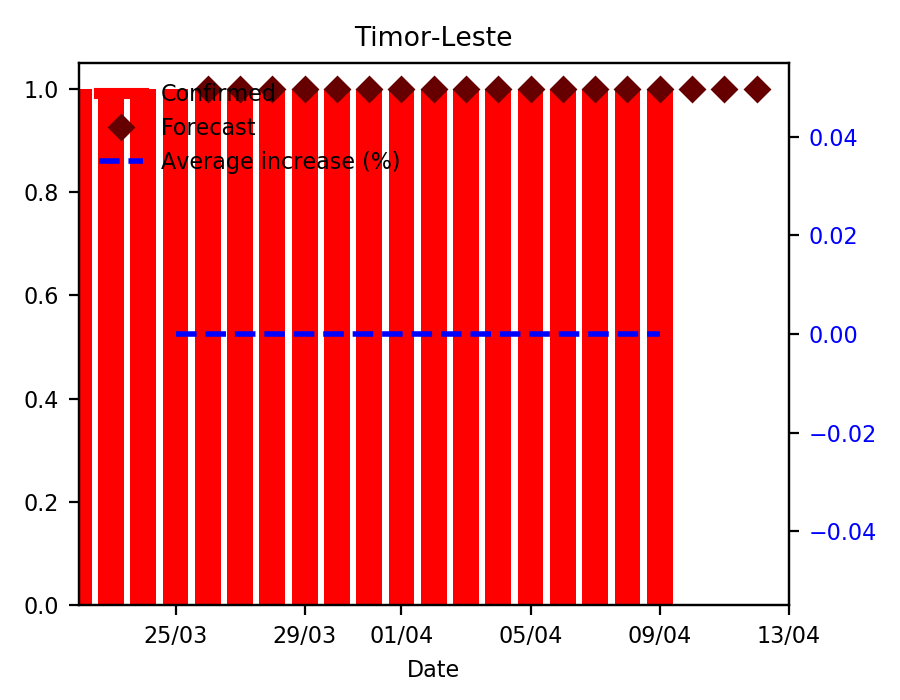 Timor-Leste
Confirmed
Forecast
Average increase (%)
1.0
0.8
0.6
0.4
0.2
0.0
0.04
0.02
0.00
−0.02
−0.04
25/03 29/03 01/04 05/04 09/04 13/04
Date